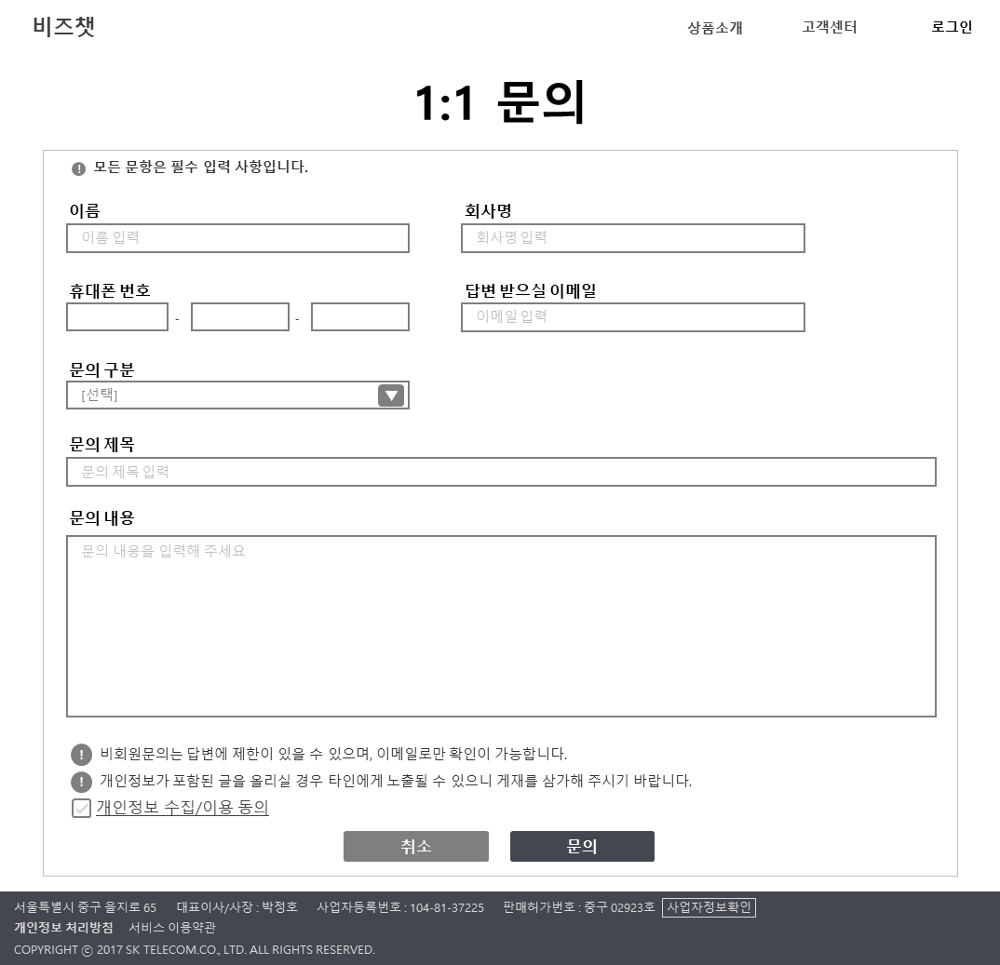 비즈챗 상품소개 고객센터 로그인
1:1 문의
! 모든 문항은 필수 입력 사항입니다.
이름 회사명
이름 입력 회사명 입력
휴대폰 번호 답변 받으실 이메일
- - 이메일 입력
문의 구분
[선택] ▼
문의 제목
문의 제목 입력
문의 내용
문의 내용을 입력해 주세요
! 비회원문의는 답변에 제한이 있을 수 있으며, 이메일로만 확인이 가능합니다.
! 개인정보가 포함된 글을 올리실 경우 타인에게 노출될 수 있으니 게재를 삼가해 주시기 바랍니다.
개인정보 수집/이용 동의
취소 문의
서울특별시 중구 을지로 65 대표이사/사장 : 박정호 사업자등록번호 : 104-81-37225 판매허가번호 : 중구 02923호 사업자정보확인
개인정보 처리방침 서비스 이용약관
COPYRIGHT ⓒ 2017 SK TELECOM.CO., LTD. ALL RIGHTS RESERVED.